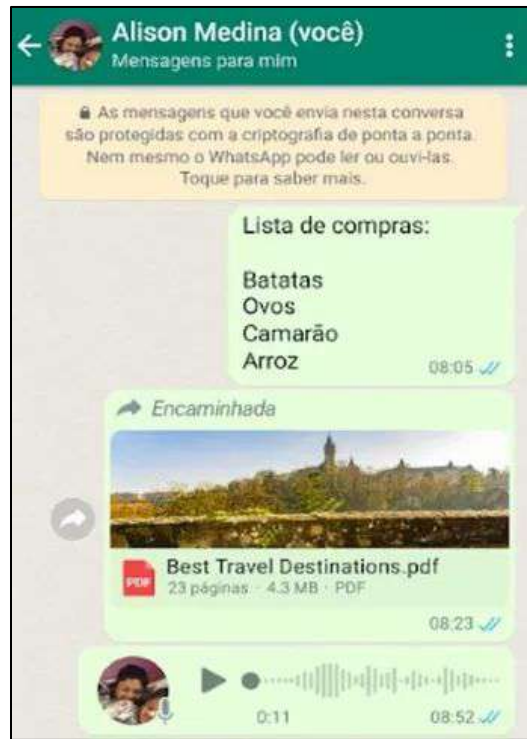 Alison Medina (você)
Mensagens para mim
As mensagens que você envia nesta conversa
são protegidas com a criptografia de ponta a ponta.
Nem mesmo o WhatsApp pode ler ou ouvi-las.
Toque para saber mais.
Lista de compras:
Batatas
Ovos
Camarão
Arroz
08:05
Encaminhada
Best Travel Destinations.pdf
PDF
23 páginas · 4.3 MB · PDF
08:23
0:11
08:52